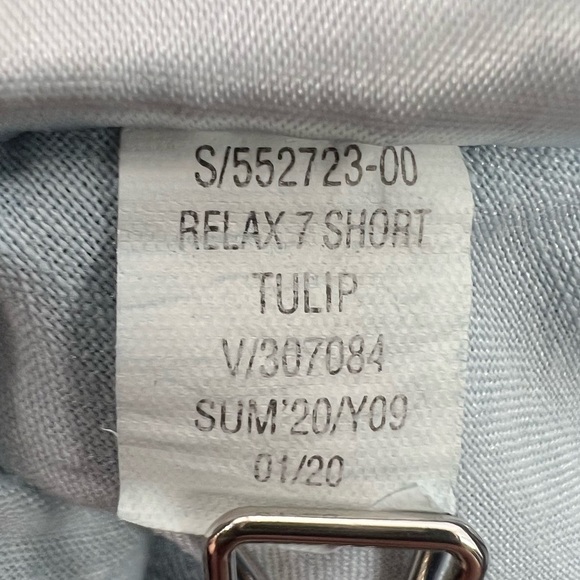 S/552723-00
RELAX 7 SHORT
TULIP
V/307084
SUM'20/Y09
01/20